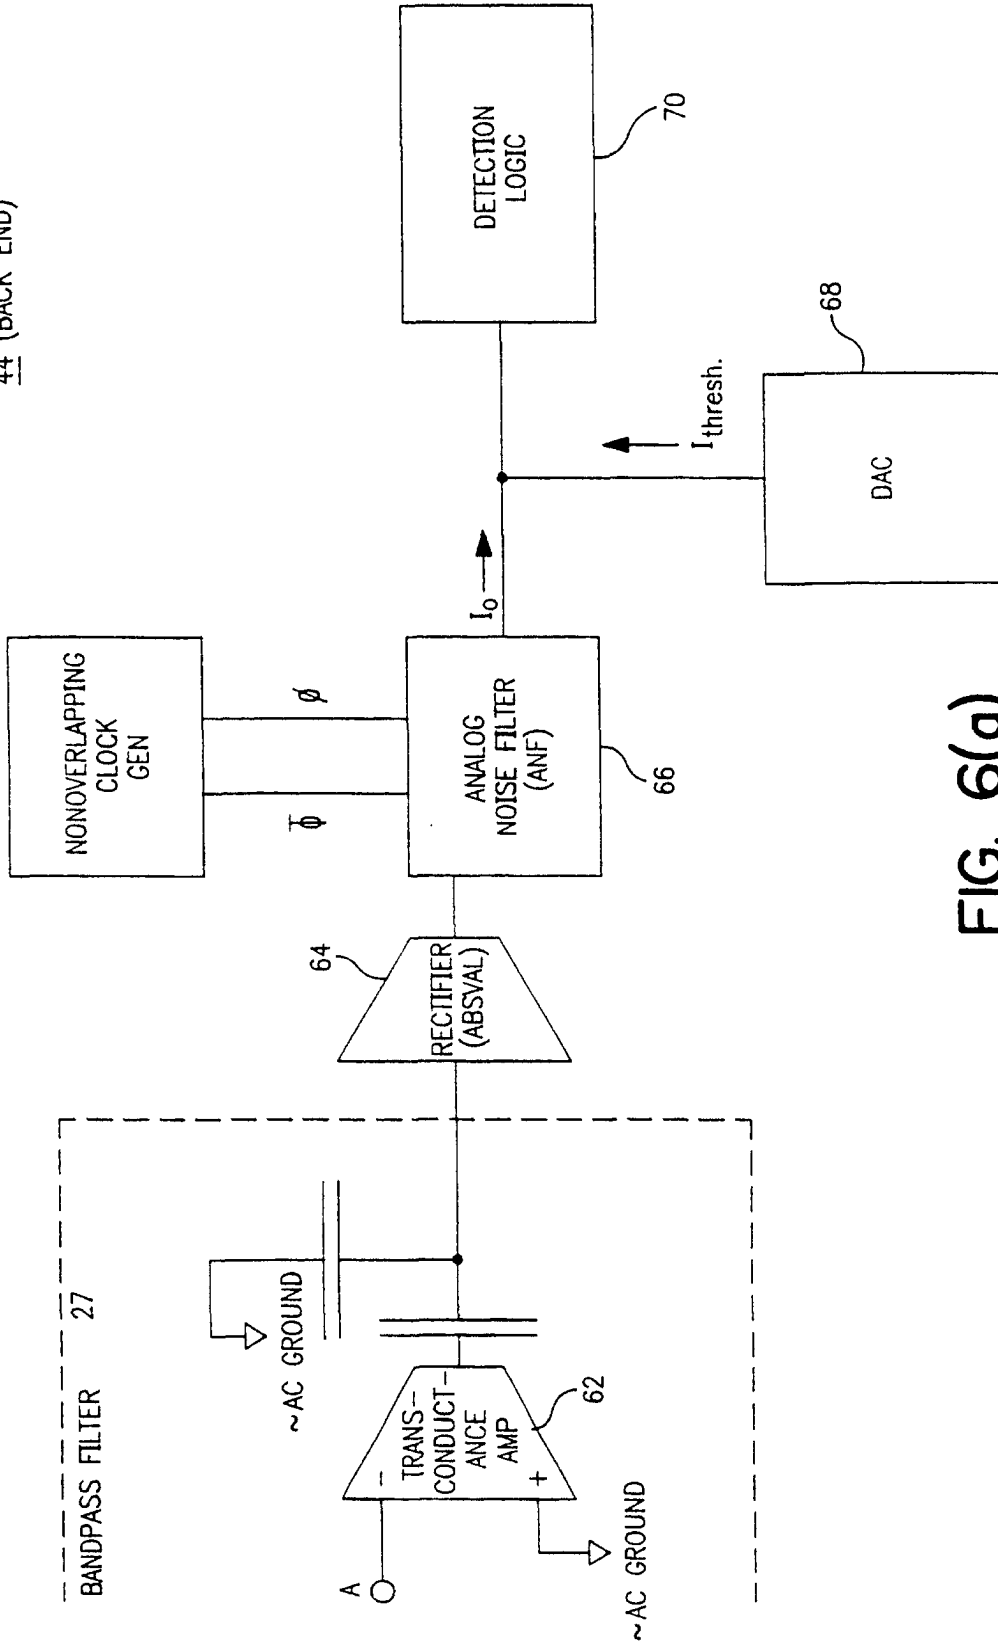 44 (BACK END)
BANDPASS FILTER 27
A
-
+
TRANS-
CONDUCT-
ANCE
AMP
62
~AC GROUND
~AC GROUND
64
RECTIFIER
(ABSVAL)
NONOVERLAPPING
CLOCK
GEN
Φ̅
Φ
ANALOG
NOISE FILTER
(ANF)
66
Io
Ithresh.
DAC
68
DETECTION
LOGIC
70
FIG. 6(a)